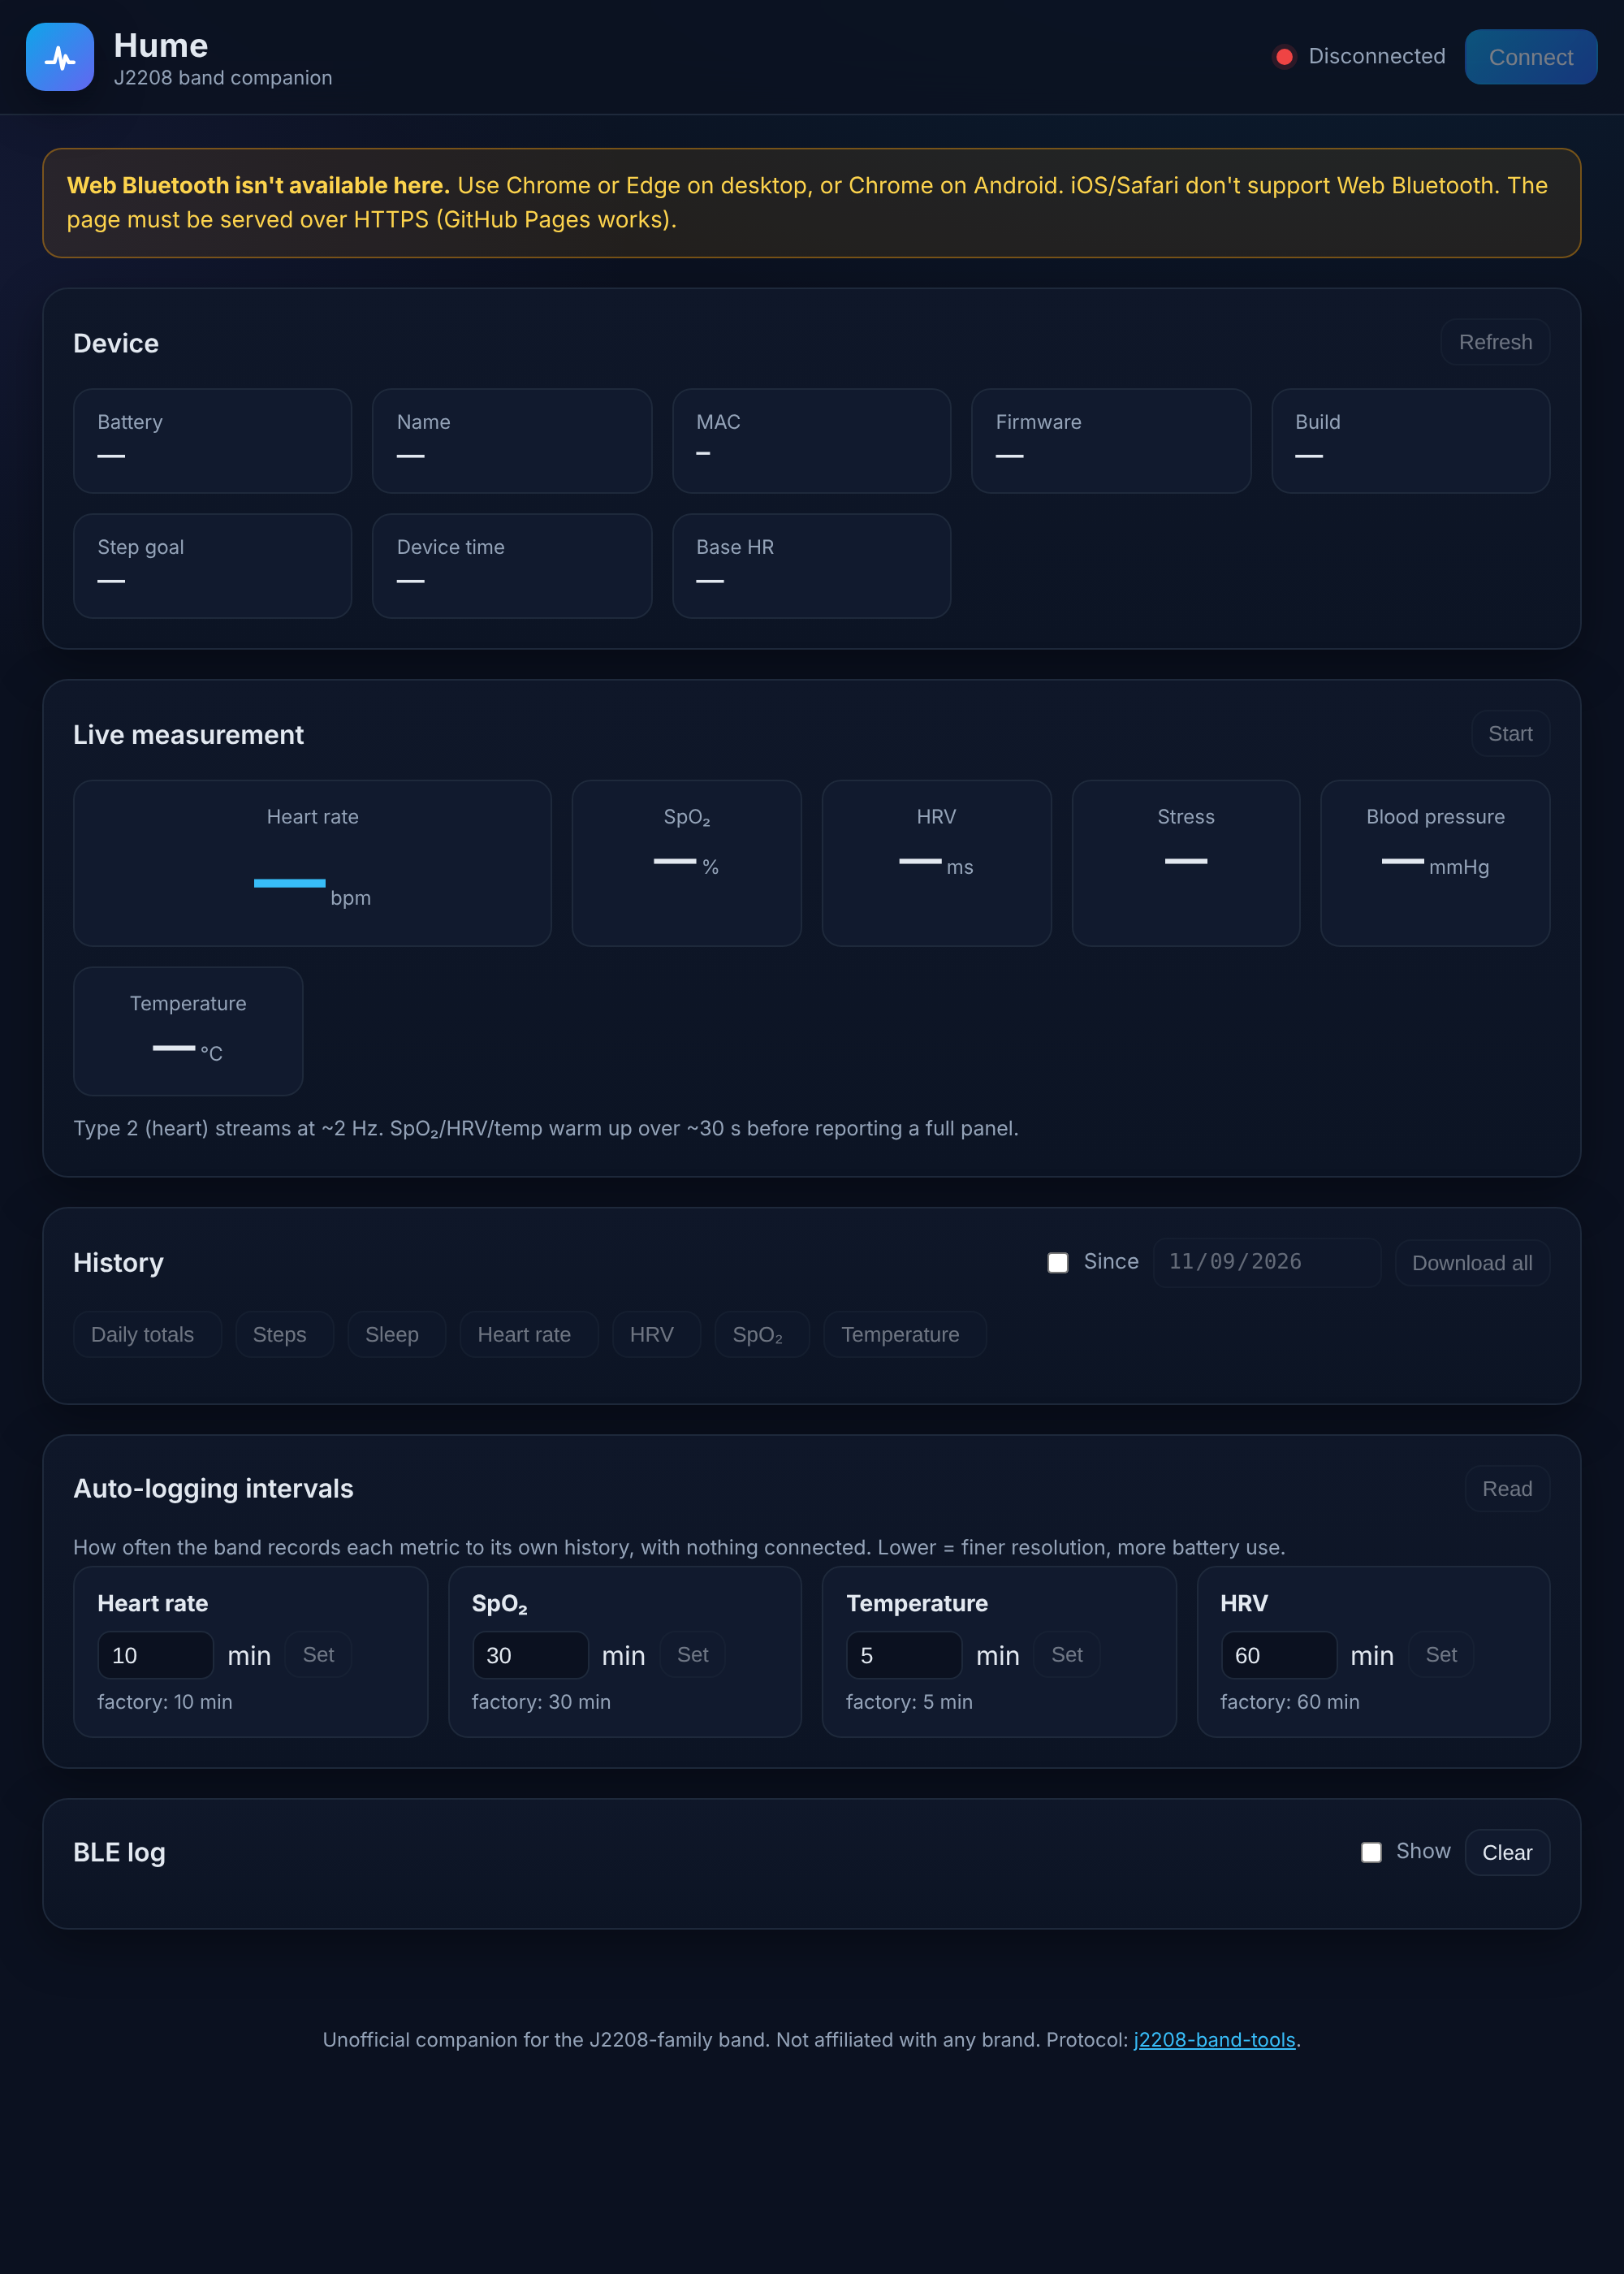 Hume
J2208 band companion
Disconnected
Connect
Web Bluetooth isn't available here. Use Chrome or Edge on desktop, or Chrome on Android. iOS/Safari don't support Web Bluetooth. The
page must be served over HTTPS (GitHub Pages works).
Device
Refresh
Battery
—
Name
—
MAC
–
Firmware
—
Build
—
Step goal
—
Device time
—
Base HR
—
Live measurement
Start
Heart rate
— bpm
SpO₂
— %
HRV
— ms
Stress
—
Blood pressure
— mmHg
Temperature
— °C
Type 2 (heart) streams at ~2 Hz. SpO₂/HRV/temp warm up over ~30 s before reporting a full panel.
History
Since
11/09/2026
Download all
Daily totals
Steps
Sleep
Heart rate
HRV
SpO₂
Temperature
Auto-logging intervals
Read
How often the band records each metric to its own history, with nothing connected. Lower = finer resolution, more battery use.
Heart rate
10 min Set
factory: 10 min
SpO₂
30 min Set
factory: 30 min
Temperature
5 min Set
factory: 5 min
HRV
60 min Set
factory: 60 min
BLE log
Show
Clear
Unofficial companion for the J2208-family band. Not affiliated with any brand. Protocol: j2208-band-tools.